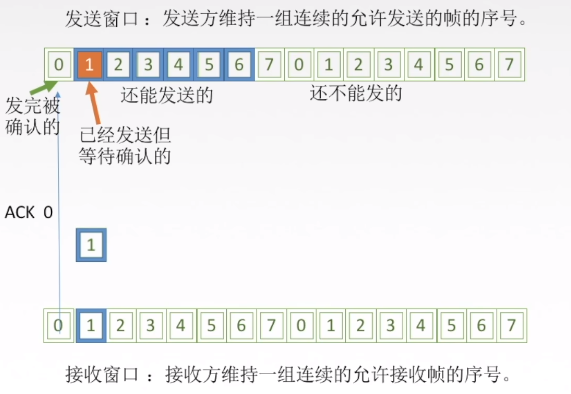 发送窗口：发送方维持一组连续的允许发送的帧的序号。
0 1 2 3 4 5 6 7 0 1 2 3 4 5 6 7
还能发送的 还不能发的
发完被
确认的
已经发送但
等待确认的
ACK 0
1
0 1 2 3 4 5 6 7 0 1 2 3 4 5 6 7
接收窗口：接收方维持一组连续的允许接收帧的序号。